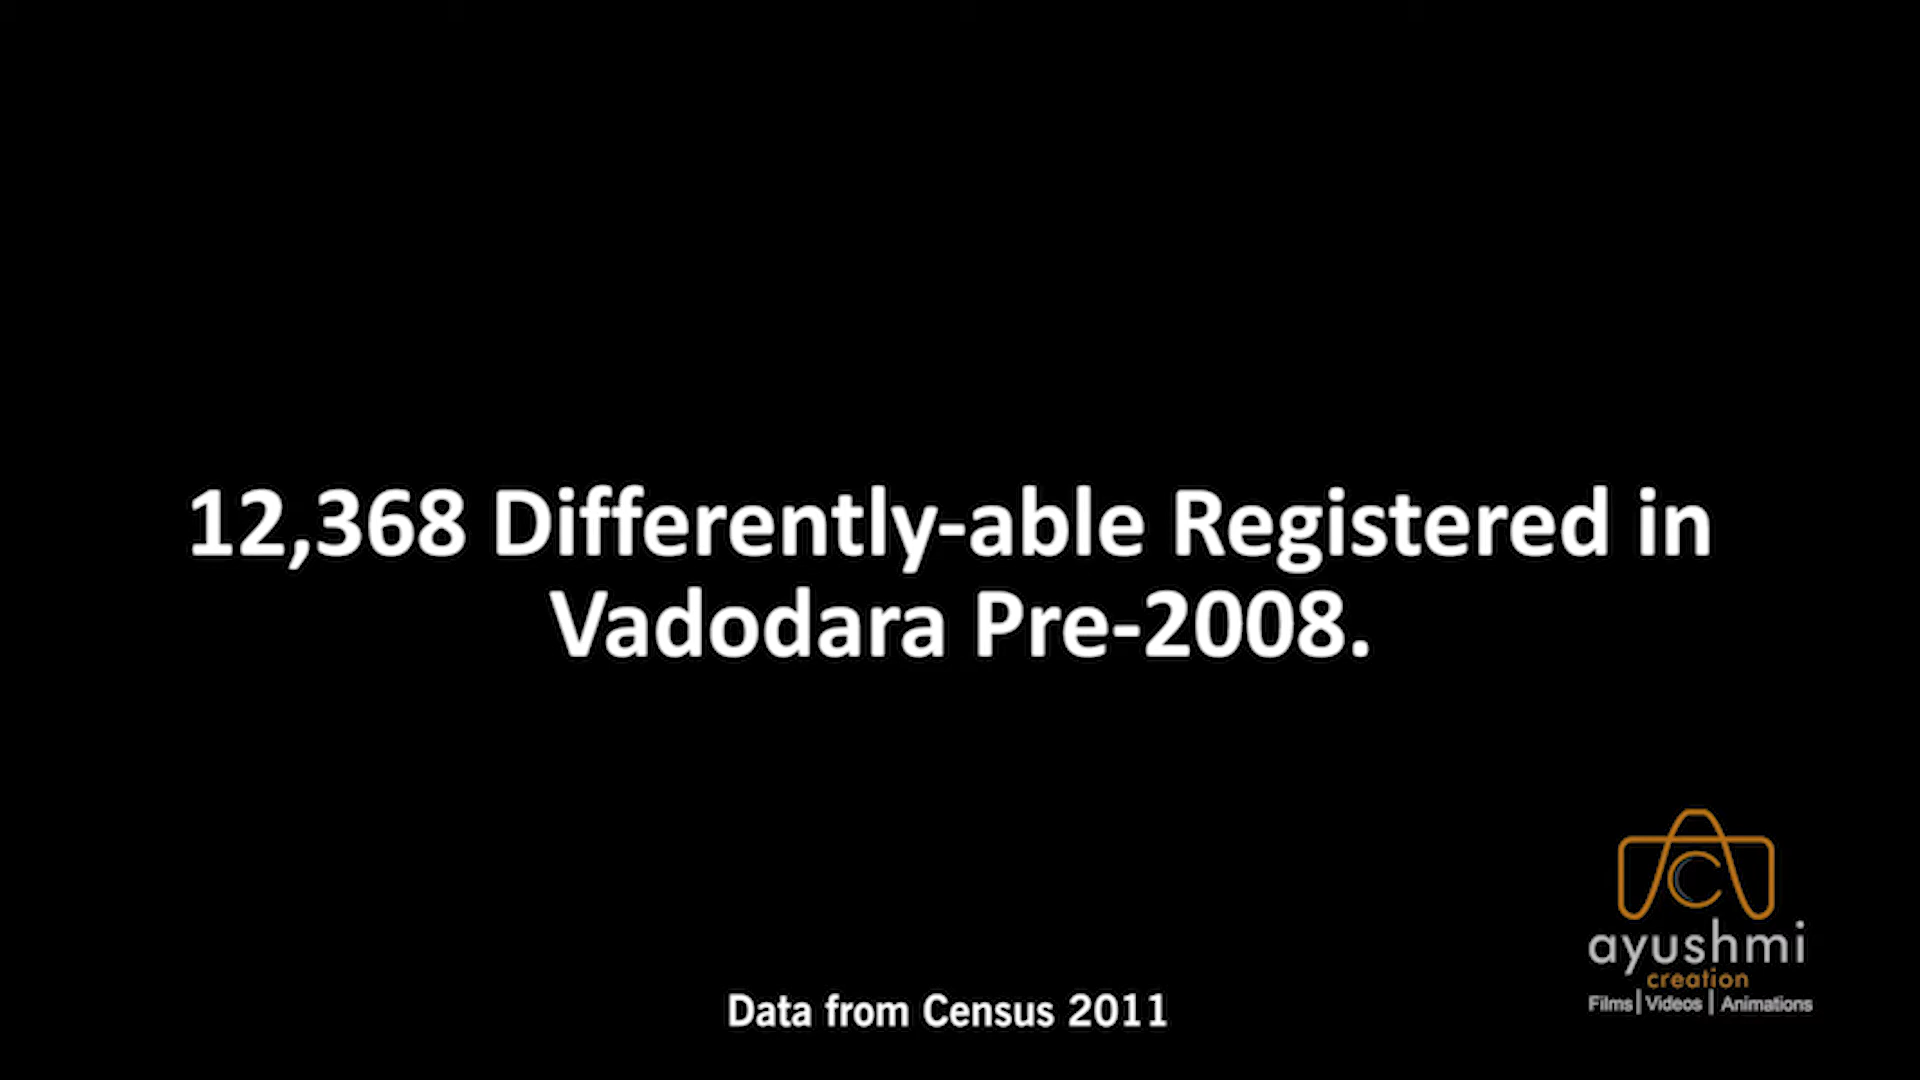 12,368 Differently-able Registered in
Vadodara Pre-2008.
ayushmi
creation
Films| Videos | Animations
Data from Census 2011